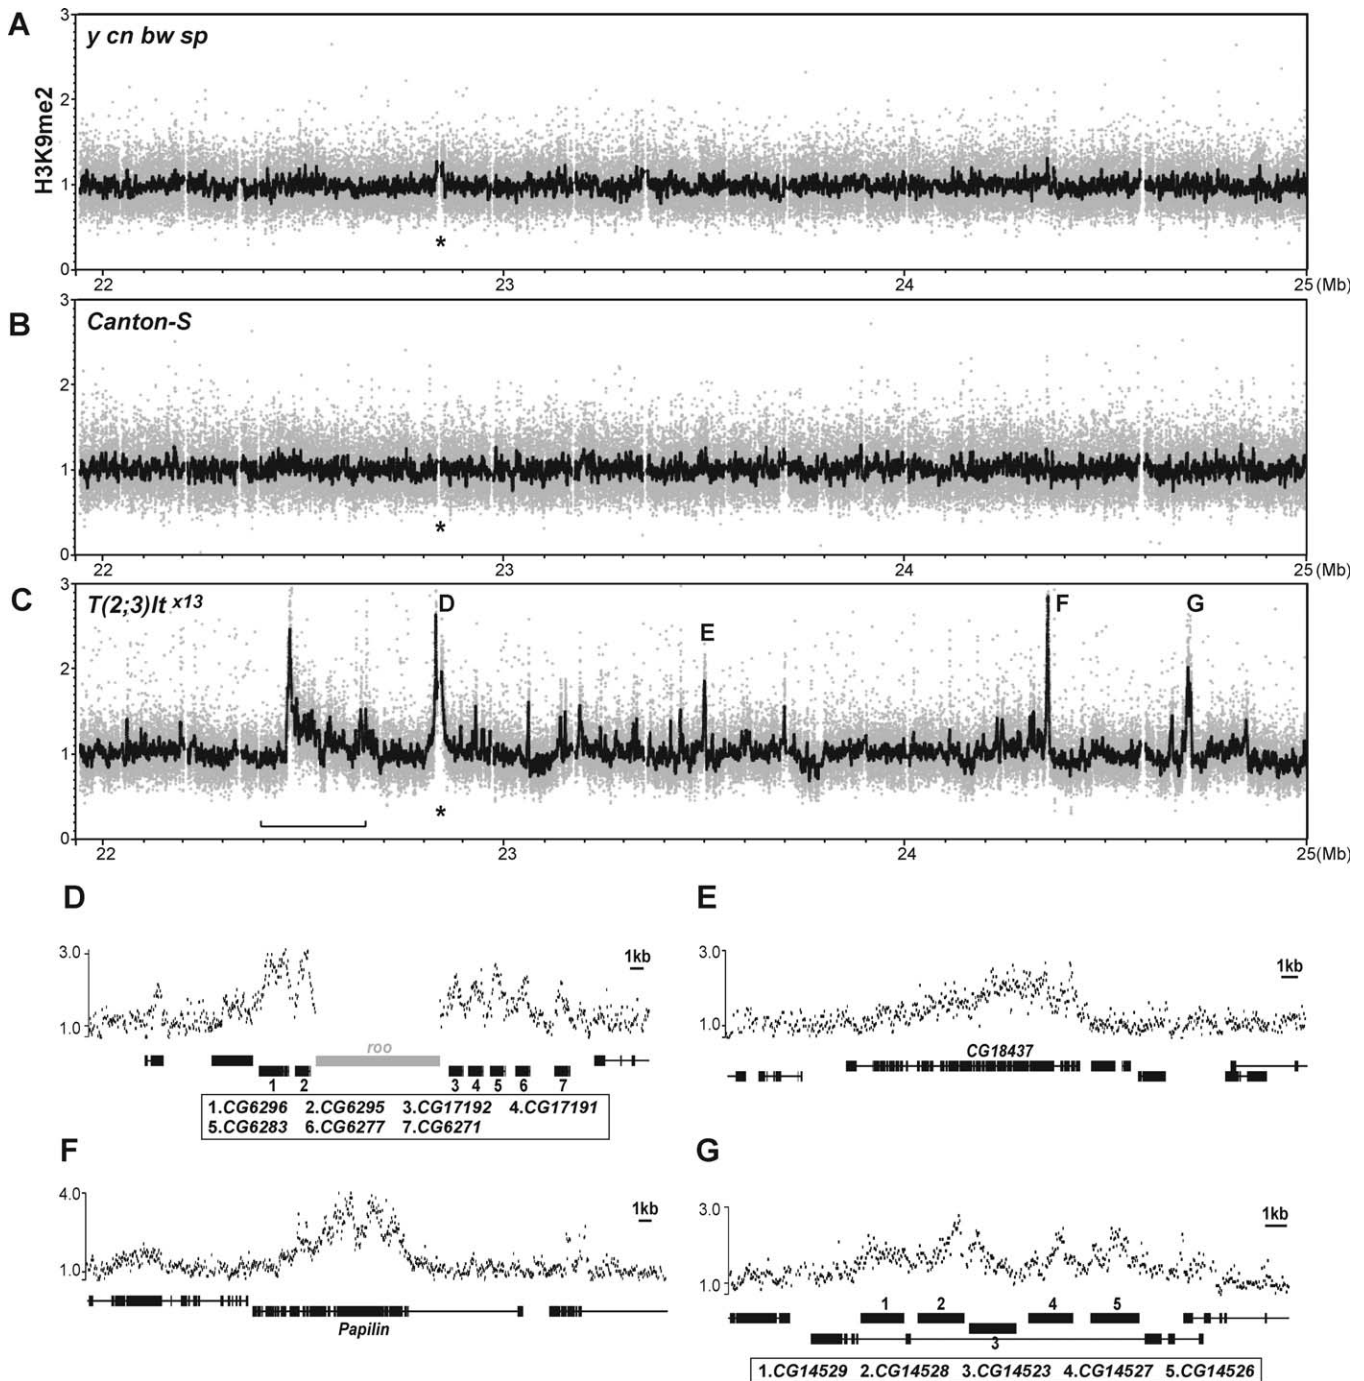 A
y cn bw sp
H3K9me2
3
2
1
0
*
22 23 24 25 (Mb)
B
Canton-S
3
2
1
0
*
22 23 24 25 (Mb)
C
T(2;3)lt x13
D
E
F
G
3
2
1
0
*
22 23 24 25 (Mb)
D
3.0
1.0
1kb
roo
1 2 3 4 5 6 7
1.CG6296 2.CG6295 3.CG17192 4.CG17191
5.CG6283 6.CG6277 7.CG6271
E
3.0
1.0
1kb
CG18437
F
4.0
1.0
1kb
Papilin
G
3.0
1.0
1kb
1 2 4 5
3
1.CG14529 2.CG14528 3.CG14523 4.CG14527 5.CG14526